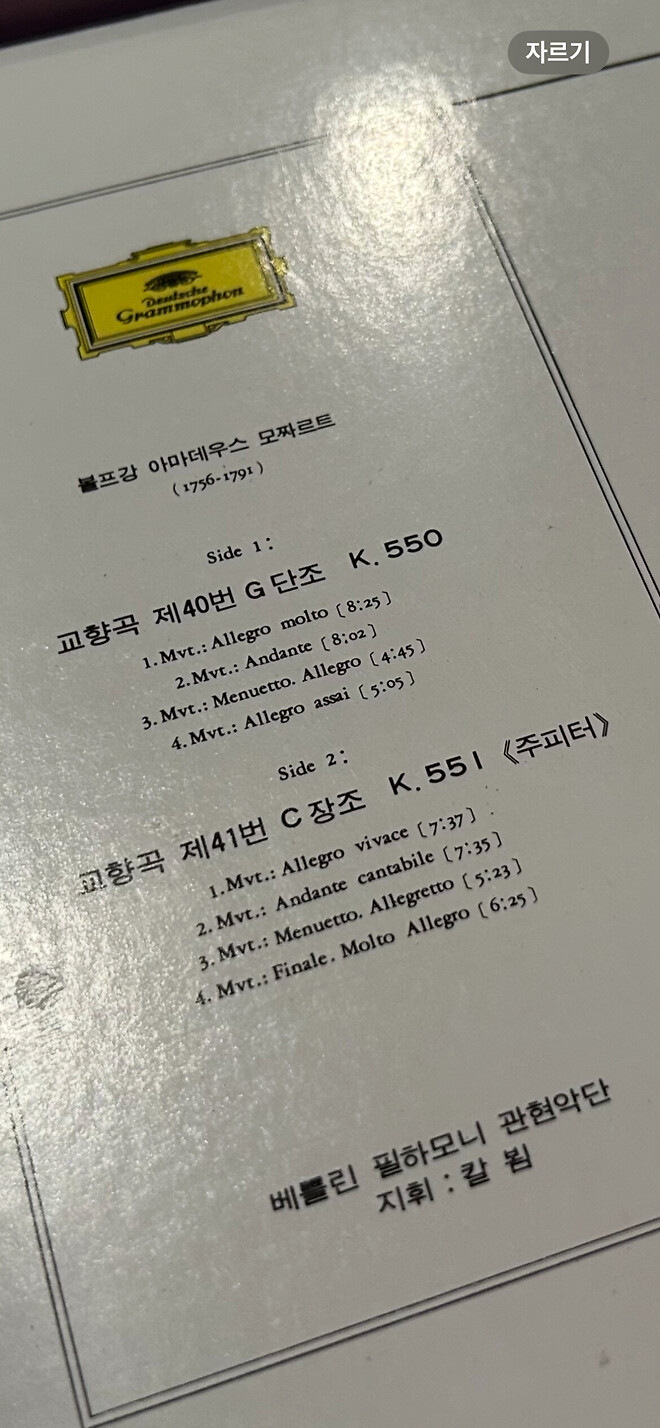 자르기
Deutsche
Grammophon
볼프강 아마데우스 모짜르트
(1756-1791)
Side 1:
교향곡 제40번 G단조 K. 550
1. Mvt.: Allegro molto [8:25]
2. Mvt.: Andante [8:02]
3. Mvt.: Menuetto. Allegro [4:45]
4. Mvt.: Allegro assai [5:05]
Side 2:
교향곡 제41번 C장조 K. 551 《주피터》
1. Mvt.: Allegro vivace [7:37]
2. Mvt.: Andante cantabile [7:35]
3. Mvt.: Menuetto. Allegretto [5:23]
4. Mvt.: Finale. Molto Allegro [6:25]
베를린 필하모니 관현악단
지휘 : 칼 뵘